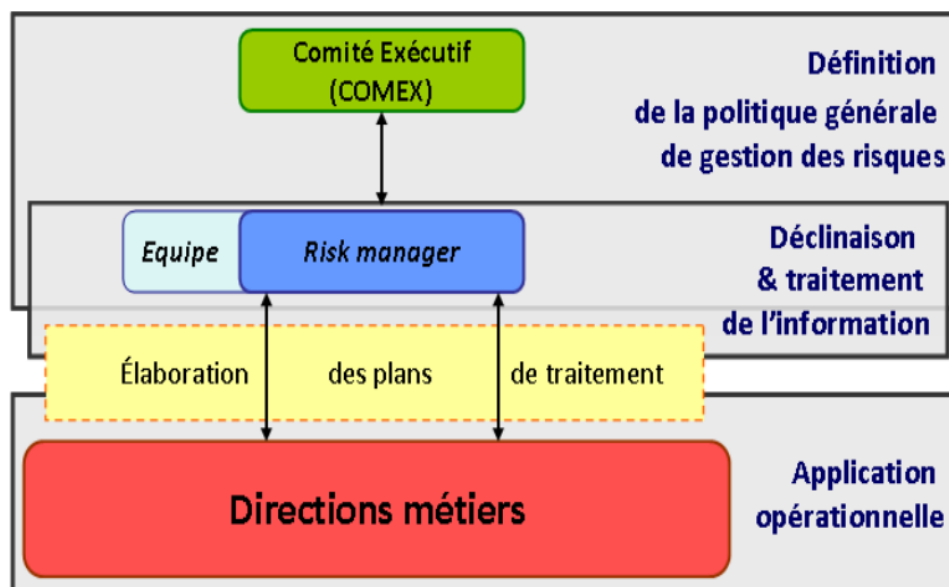 Comité Exécutif
(COMEX)
Définition
de la politique générale
de gestion des risques
Equipe
Risk manager
Déclinaison
& traitement
de l'information
Élaboration des plans de traitement
Directions métiers
Application
opérationnelle